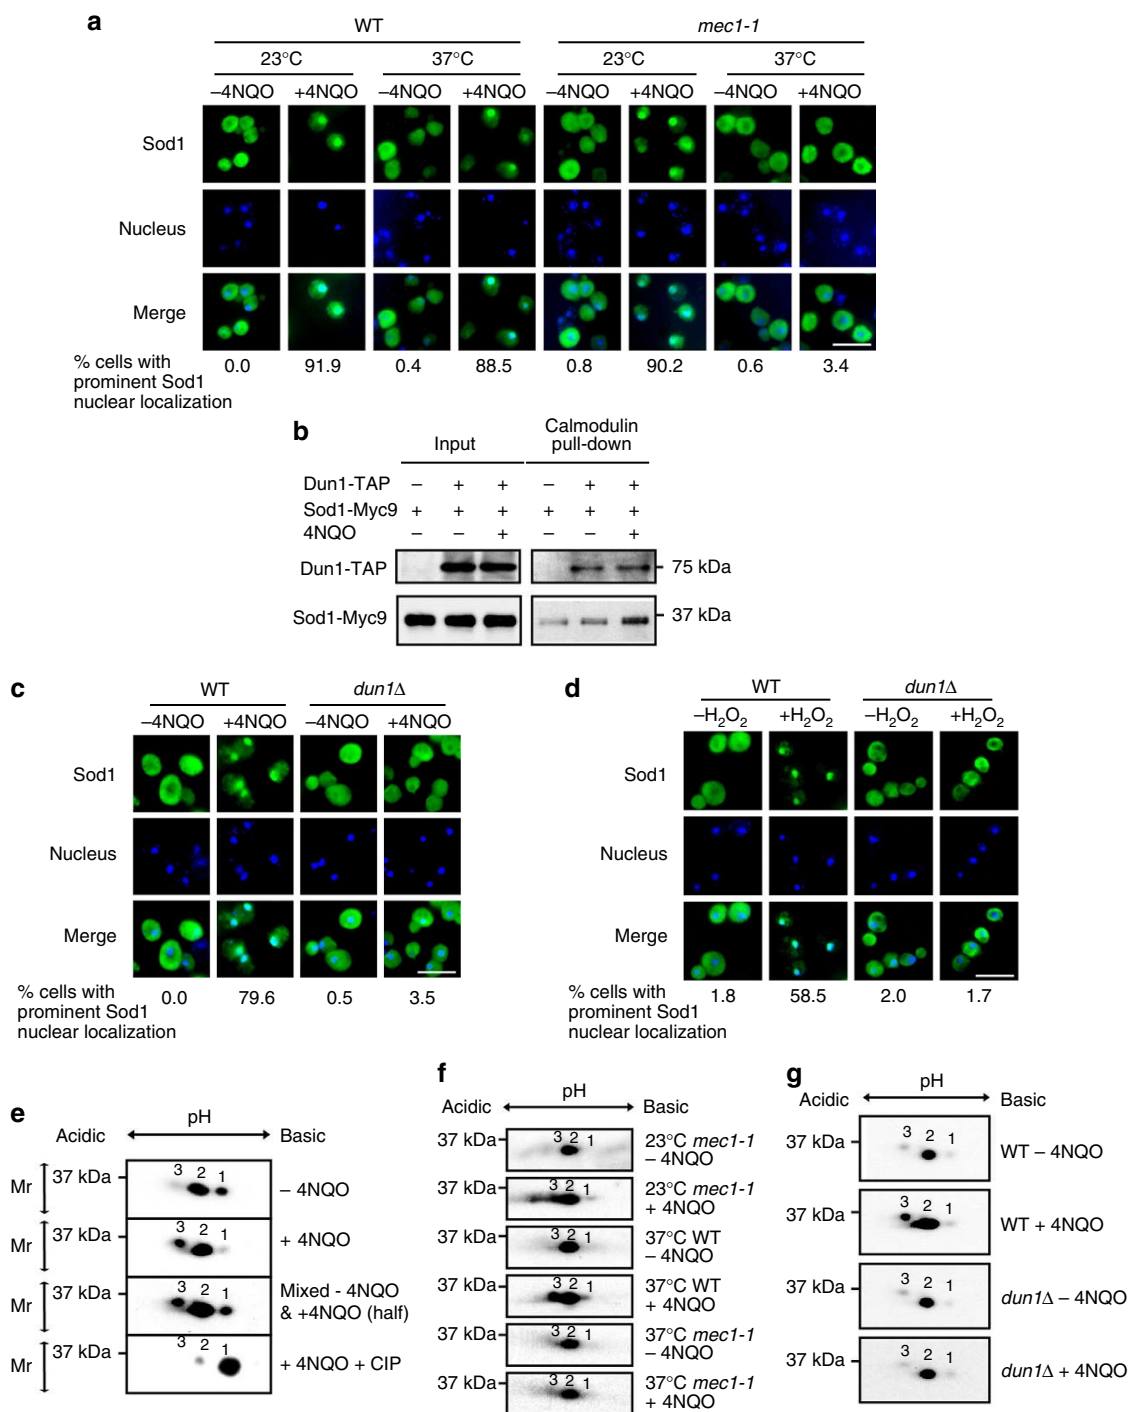 a
WT mec1-1
23°C 37°C 23°C 37°C
–4NQO +4NQO –4NQO +4NQO –4NQO +4NQO –4NQO +4NQO
Sod1
Nucleus
Merge
% cells with
prominent Sod1
nuclear localization
0.0 91.9 0.4 88.5 0.8 90.2 0.6 3.4
b
Input
Calmodulin
pull-down
Dun1-TAP – + + – + +
Sod1-Myc9 + + + + + +
4NQO – – + – – +
Dun1-TAP 75 kDa
Sod1-Myc9 37 kDa
c
WT dun1Δ
–4NQO +4NQO –4NQO +4NQO
Sod1
Nucleus
Merge
% cells with
prominent Sod1
nuclear localization
0.0 79.6 0.5 3.5
d
WT dun1Δ
–H2O2 +H2O2 –H2O2 +H2O2
Sod1
Nucleus
Merge
% cells with
prominent Sod1
nuclear localization
1.8 58.5 2.0 1.7
e
pH
Acidic Basic
Mr 37 kDa 3 2 1 – 4NQO
Mr 37 kDa 3 2 1 + 4NQO
Mr 37 kDa 3 2 1 Mixed - 4NQO
& +4NQO (half)
Mr 37 kDa 3 2 1 + 4NQO + CIP
f
pH
Acidic Basic
37 kDa 3 2 1 23°C mec1-1
– 4NQO
37 kDa 3 2 1 23°C mec1-1
+ 4NQO
37 kDa 3 2 1 37°C WT
– 4NQO
37 kDa 3 2 1 37°C WT
+ 4NQO
37 kDa 3 2 1 37°C mec1-1
– 4NQO
37 kDa 3 2 1 37°C mec1-1
+ 4NQO
g
pH
Acidic Basic
37 kDa 3 2 1 WT – 4NQO
37 kDa 3 2 1 WT + 4NQO
37 kDa 3 2 1 dun1Δ – 4NQO
37 kDa 3 2 1 dun1Δ + 4NQO